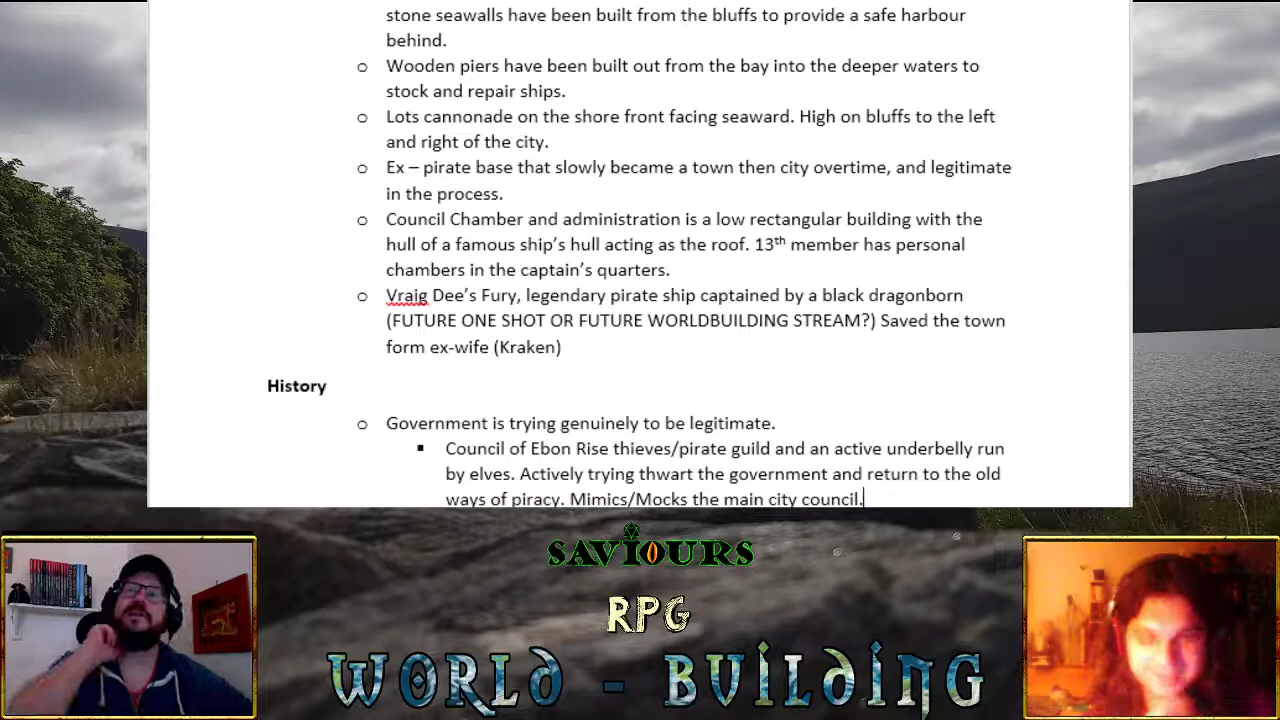 stone seawalls have been built from the bluffs to provide a safe harbour
behind.
o Wooden piers have been built out from the bay into the deeper waters to
stock and repair ships.
o Lots cannonade on the shore front facing seaward. High on bluffs to the left
and right of the city.
o Ex – pirate base that slowly became a town then city overtime, and legitimate
in the process.
o Council Chamber and administration is a low rectangular building with the
hull of a famous ship's hull acting as the roof. 13th member has personal
chambers in the captain's quarters.
o Vraig Dee's Fury, legendary pirate ship captained by a black dragonborn
(FUTURE ONE SHOT OR FUTURE WORLDBUILDING STREAM?) Saved the town
form ex-wife (Kraken)
History
o Government is trying genuinely to be legitimate.
▪ Council of Ebon Rise thieves/pirate guild and an active underbelly run
by elves. Actively trying thwart the government and return to the old
ways of piracy. Mimics/Mocks the main city council.
SAVIOURS
RPG
WORLD - BUILDING